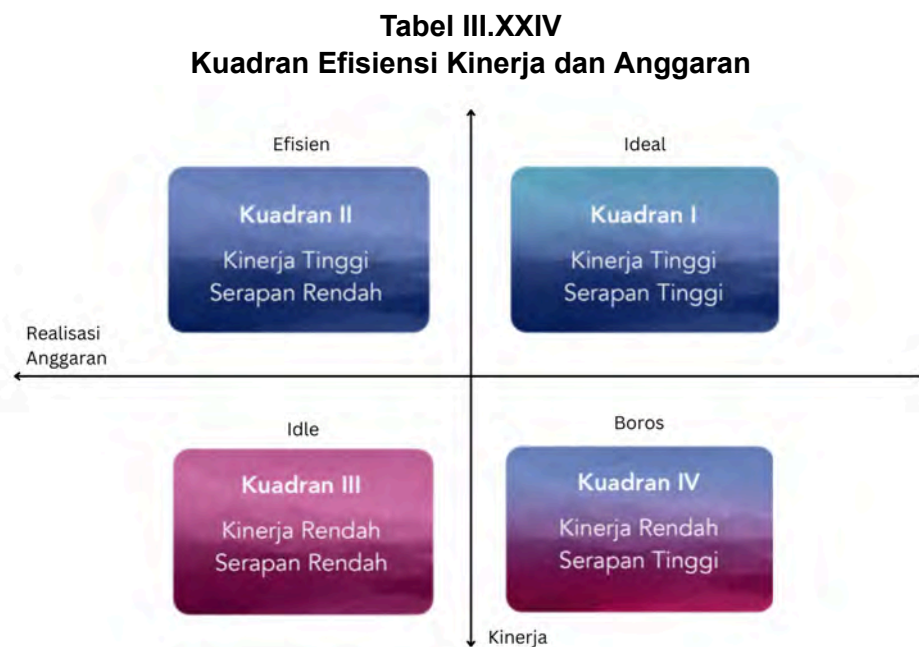 Tabel III.XXIV
Kuadran Efisiensi Kinerja dan Anggaran
Efisien
Kuadran II
Kinerja Tinggi
Serapan Rendah
Ideal
Kuadran I
Kinerja Tinggi
Serapan Tinggi
Realisasi
Anggaran
Idle
Kuadran III
Kinerja Rendah
Serapan Rendah
Boros
Kuadran IV
Kinerja Rendah
Serapan Tinggi
Kinerja